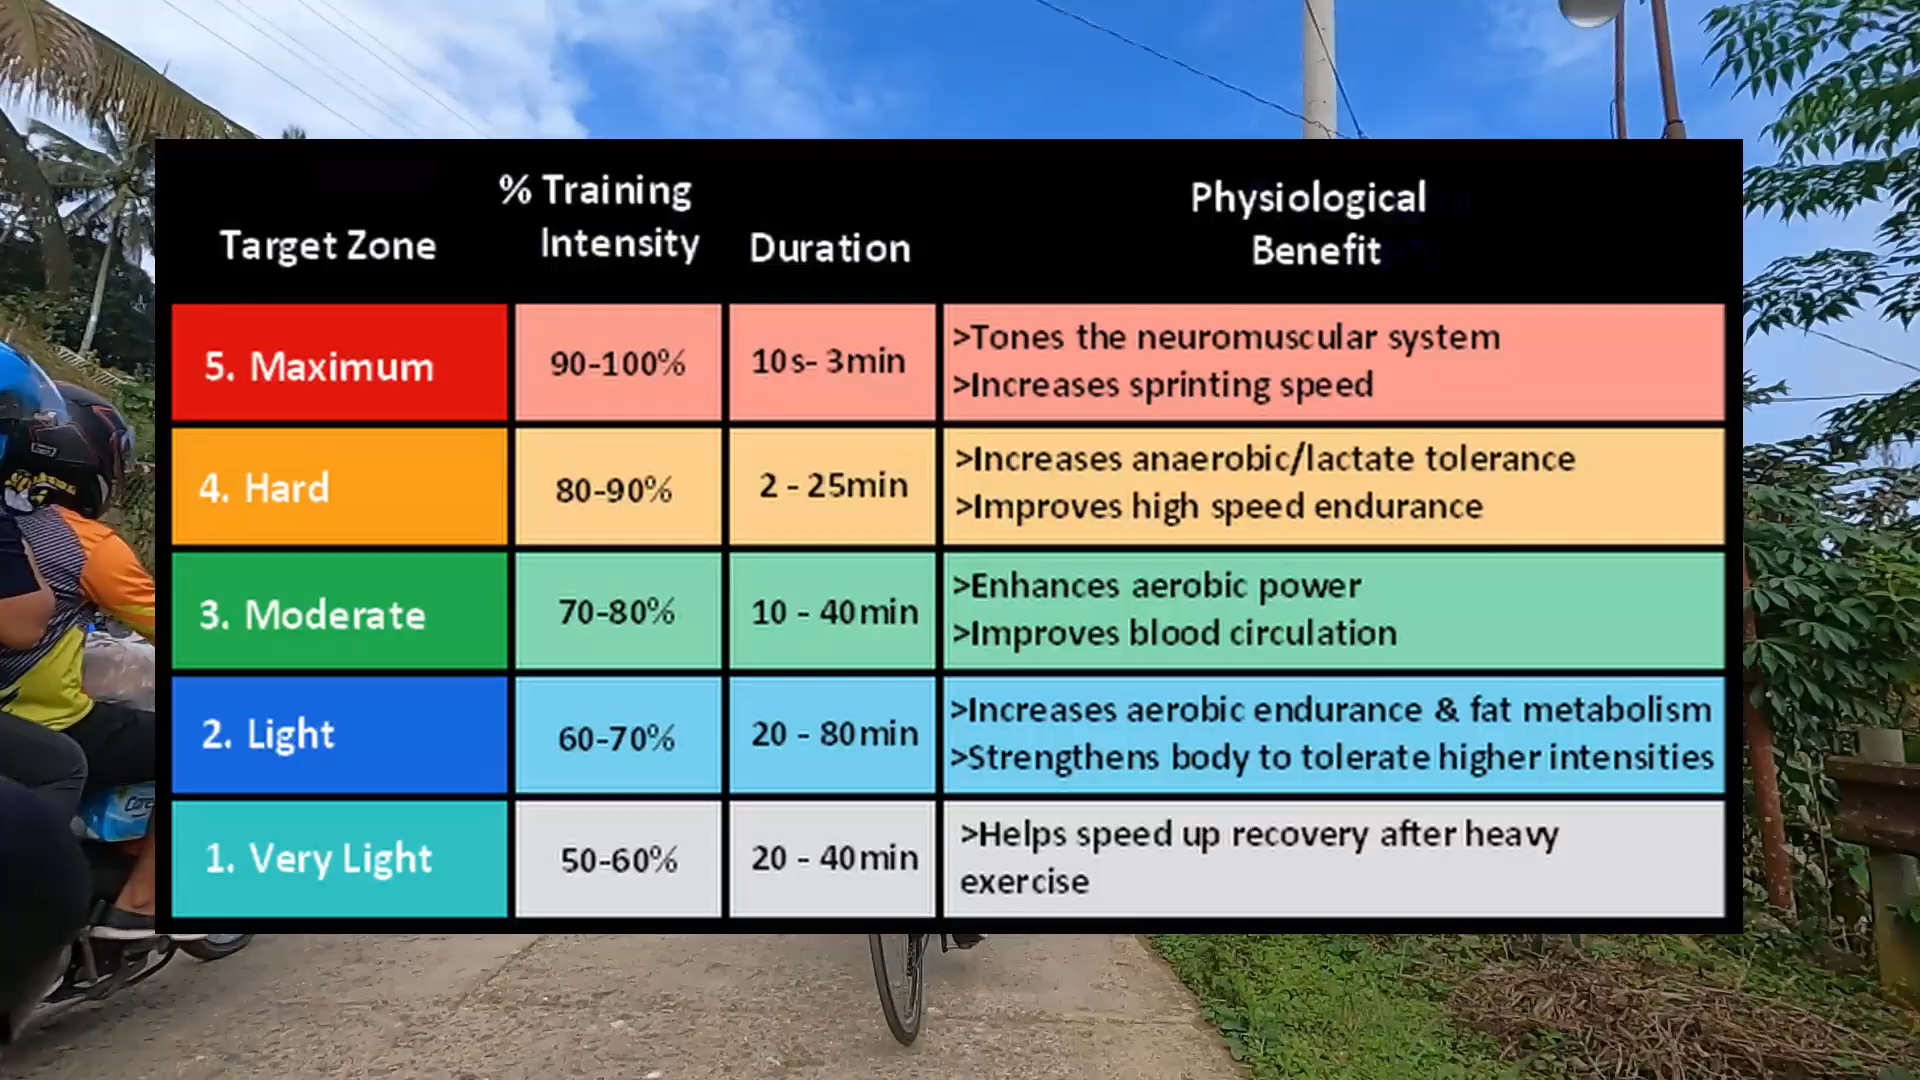 % Training
Intensity
Target Zone
Duration
Physiological
Benefit
5. Maximum
90-100%
10s- 3min
>Tones the neuromuscular system
>Increases sprinting speed
4. Hard
80-90%
2 - 25min
>Increases anaerobic/lactate tolerance
>Improves high speed endurance
3. Moderate
70-80%
10 - 40min
>Enhances aerobic power
>Improves blood circulation
2. Light
60-70%
20 - 80min
>Increases aerobic endurance & fat metabolism
>Strengthens body to tolerate higher intensities
1. Very Light
50-60%
20 - 40min
>Helps speed up recovery after heavy
exercise